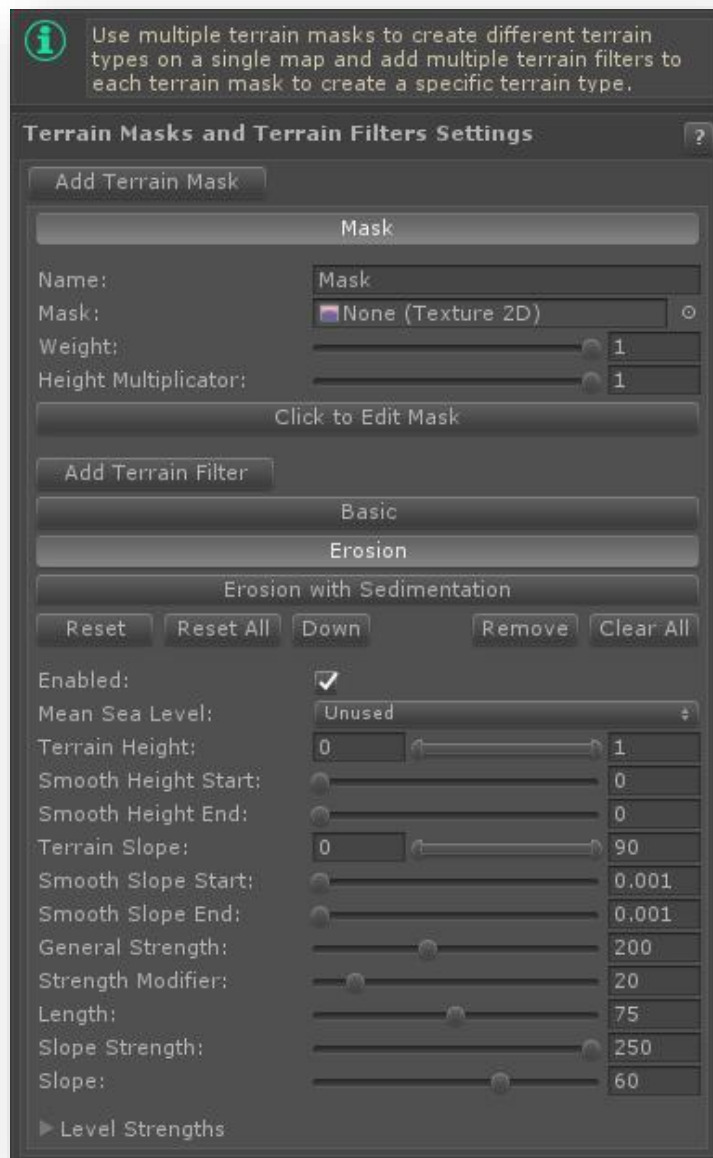 Use multiple terrain masks to create different terrain
types on a single map and add multiple terrain filters to
each terrain mask to create a specific terrain type.
Terrain Masks and Terrain Filters Settings ?
Add Terrain Mask
Mask
Name: Mask
Mask: None (Texture 2D)
Weight: 1
Height Multiplicator: 1
Click to Edit Mask
Add Terrain Filter
Basic
Erosion
Erosion with Sedimentation
Reset Reset All Down Remove Clear All
Enabled:
Mean Sea Level: Unused
Terrain Height: 0 1
Smooth Height Start: 0
Smooth Height End: 0
Terrain Slope: 0 90
Smooth Slope Start: 0.001
Smooth Slope End: 0.001
General Strength: 200
Strength Modifier: 20
Length: 75
Slope Strength: 250
Slope: 60
Level Strengths